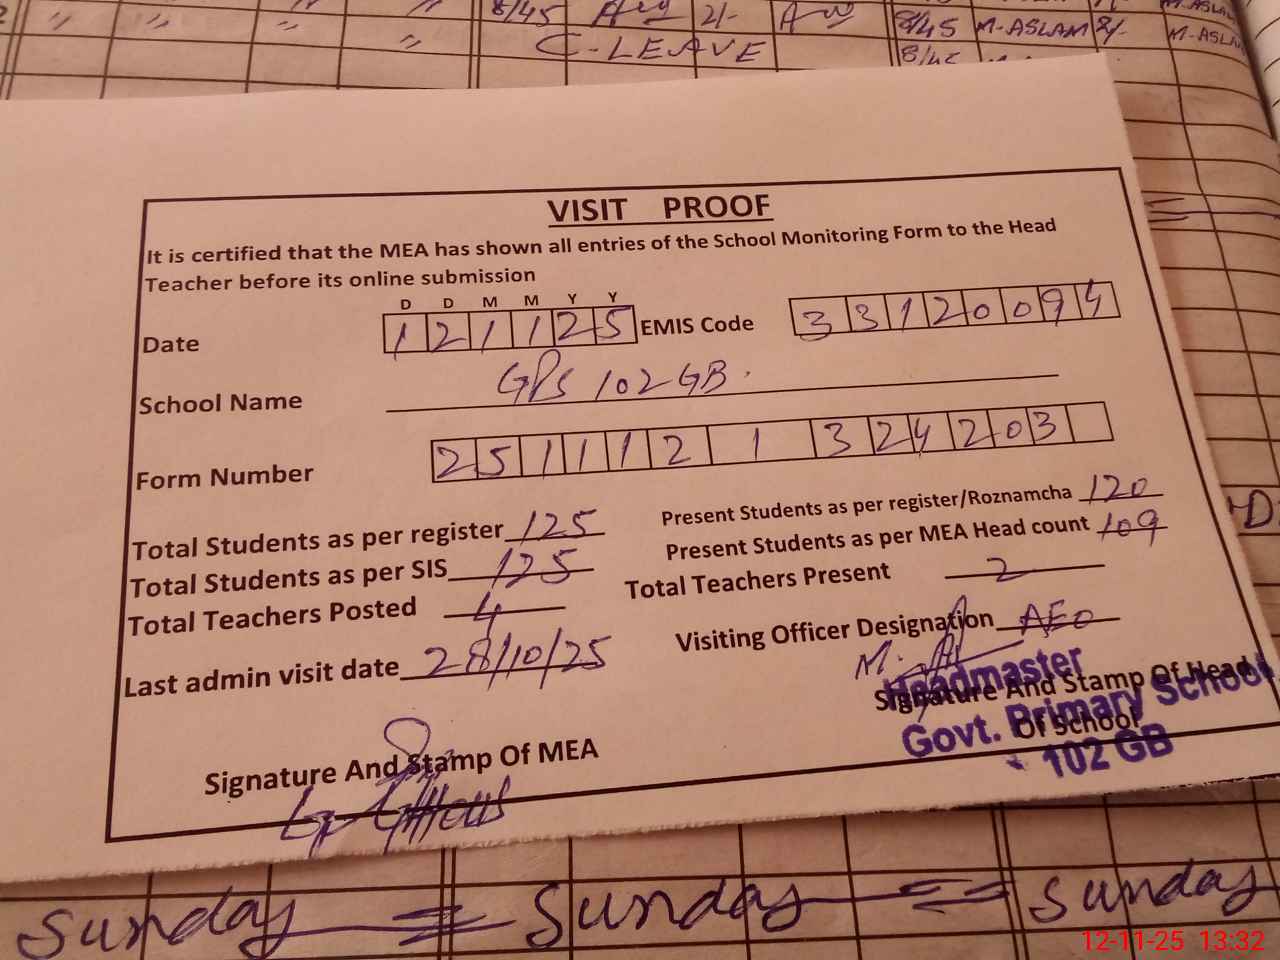 " " " " 8/45 2/- 8/45 M-ASLAM 2/- M-ASLAM
" C-LEAVE 8/45
VISIT PROOF
It is certified that the MEA has shown all entries of the School Monitoring Form to the Head
Teacher before its online submission
D D M M Y Y
Date 1 2 1 1 2 5 EMIS Code 3 3 1 2 0 0 9 4
School Name GPS 102 GB.
Form Number 2 5 1 1 1 2 1 3 2 4 2 0 3
Total Students as per register 125 Present Students as per register/Roznamcha 120
Total Students as per SIS 125 Present Students as per MEA Head count 109
Total Teachers Posted 4 Total Teachers Present 2
Last admin visit date 28/10/25 Visiting Officer Designation AEO
Signature And Stamp Of MEA Signature And Stamp Of Head
Of School
Headmaster
Govt. Primary School
102 GB
Sunday = Sunday = = Sunday
12-11-25 13:32